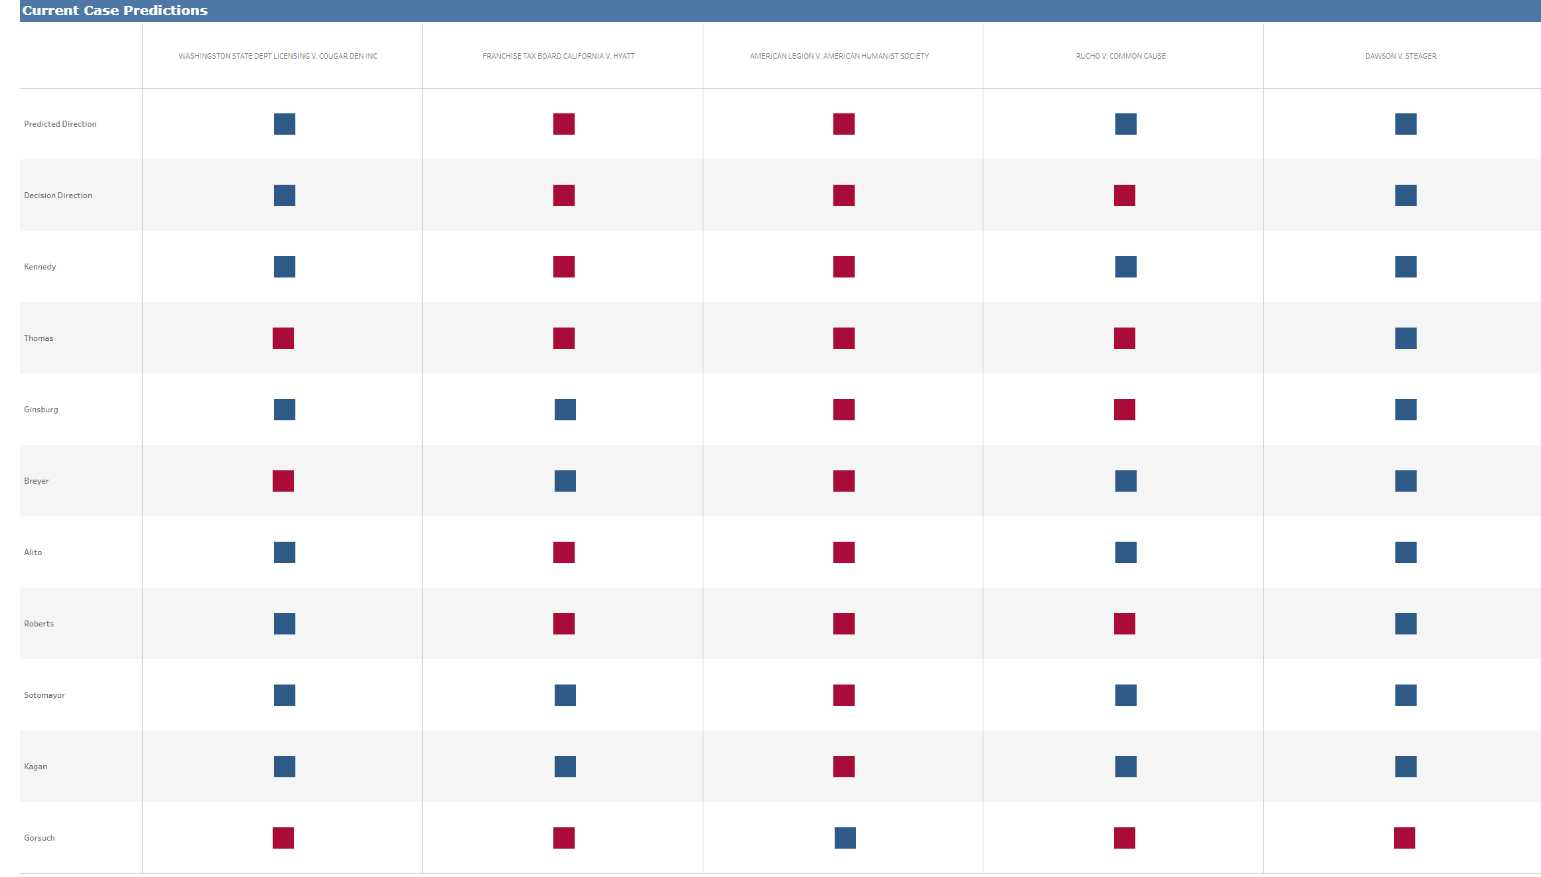 Current Case Predictions
WASHINGSTON STATE DEPT LICENSING V. COUGAR DEN INC
FRANCHISE TAX BOARD CALIFORNIA V. HYATT
AMERICAN LEGION V. AMERICAN HUMANIST SOCIETY
RUCHO V. COMMON CAUSE
DAWSON V. STEAGER
Predicted Direction
Decision Direction
Kennedy
Thomas
Ginsburg
Breyer
Alito
Roberts
Sotomayor
Kagan
Gorsuch